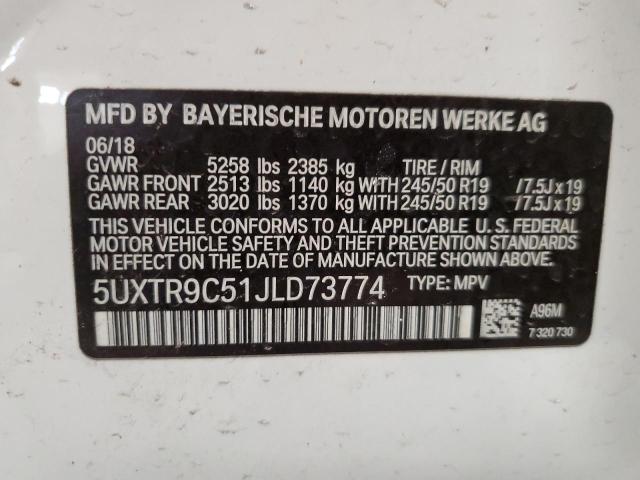 MFD BY BAYERISCHE MOTOREN WERKE AG
06/18
GVWR 5258 lbs 2385 kg TIRE / RIM
GAWR FRONT 2513 lbs 1140 kg WITH 245/50 R19 /7.5J x 19
GAWR REAR 3020 lbs 1370 kg WITH 245/50 R19 /7.5J x 19
THIS VEHICLE CONFORMS TO ALL APPLICABLE U. S. FEDERAL
MOTOR VEHICLE SAFETY AND THEFT PREVENTION STANDARDS
IN EFFECT ON THE DATE OF MANUFACTURE SHOWN ABOVE.
5UXTR9C51JLD73774 TYPE: MPV
A96M
7 320 730